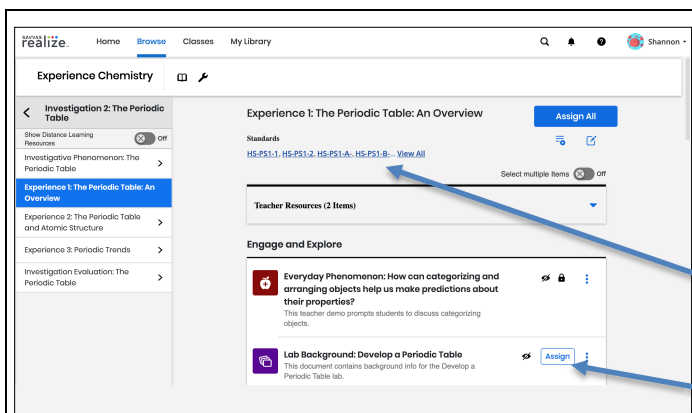 savvas
realize.
Home Browse Classes My Library
Shannon
Experience Chemistry
Investigation 2: The Periodic
Table
Show Distance Learning
Resources
Off
Investigative Phenomenon: The
Periodic Table
Experience 1: The Periodic Table: An
Overview
Experience 2: The Periodic Table
and Atomic Structure
Experience 3: Periodic Trends
Investigation Evaluation: The
Periodic Table
Experience 1: The Periodic Table: An Overview
Assign All
Standards
HS-PS1-1, HS-PS1-2, HS-PS1-A-, HS-PS1-B-... View All
Select multiple Items Off
Teacher Resources (2 Items)
Engage and Explore
Everyday Phenomenon: How can categorizing and
arranging objects help us make predictions about
their properties?
This teacher demo prompts students to discuss categorizing
objects.
Lab Background: Develop a Periodic Table
Assign
This document contains background info for the Develop a
Periodic Table lab.